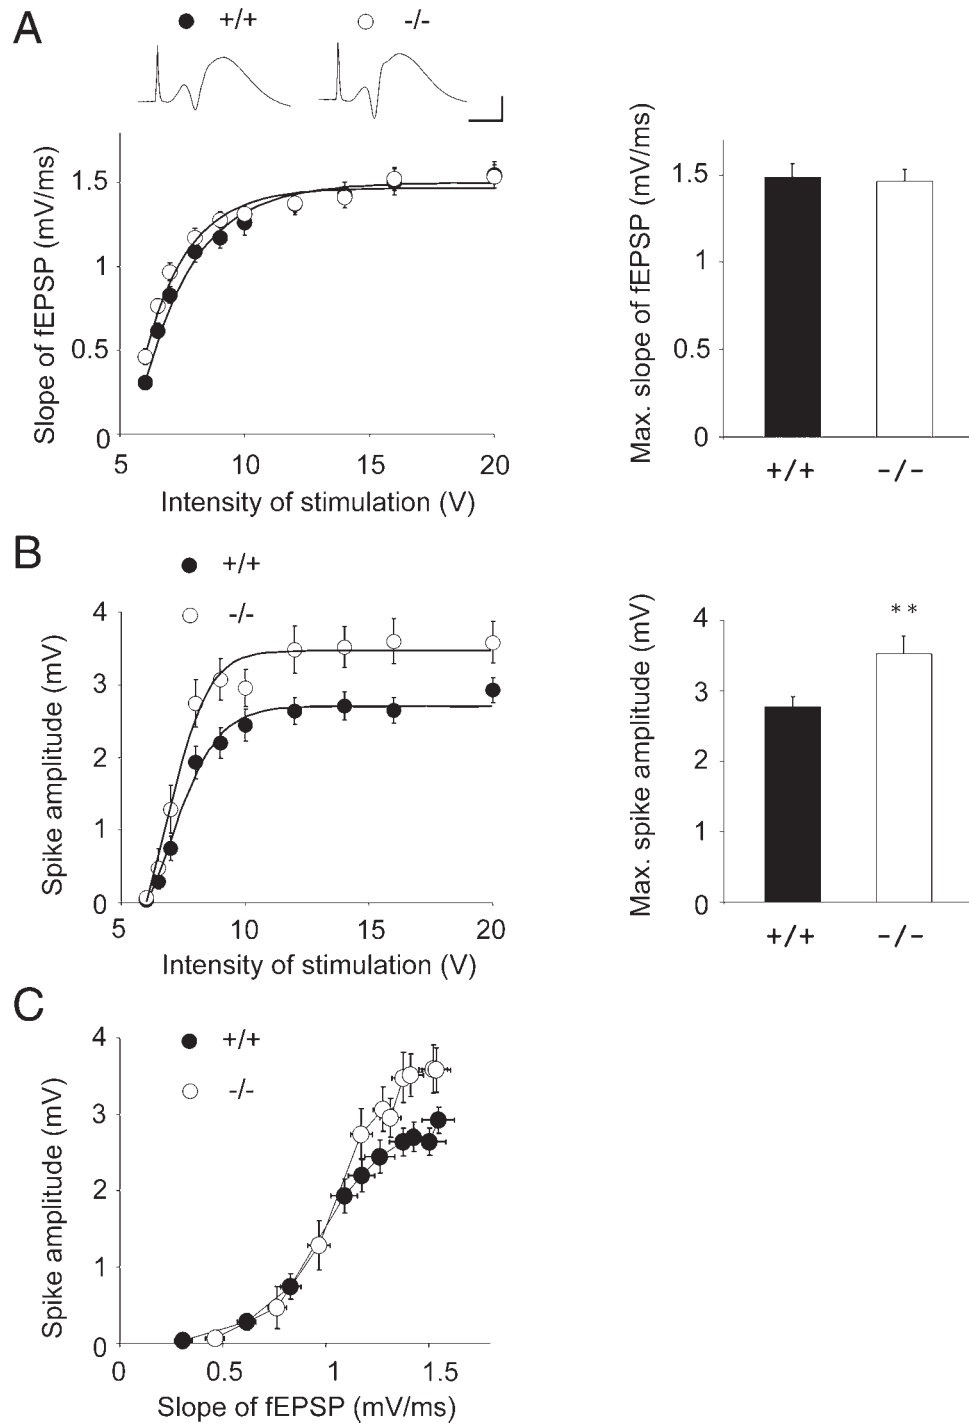 A
+/+ -/-
Slope of fEPSP (mV/ms)
1.5
1
0.5
0
5 10 15 20
Intensity of stimulation (V)
Max. slope of fEPSP (mV/ms)
1.5
1
0.5
0
+/+ -/-
B
+/+
-/-
Spike amplitude (mV)
4
3
2
1
0
5 10 15 20
Intensity of stimulation (V)
Max. spike amplitude (mV)
4
3
2
1
0
**
+/+ -/-
C
+/+
-/-
Spike amplitude (mV)
4
3
2
1
0
0 0.5 1 1.5
Slope of fEPSP (mV/ms)